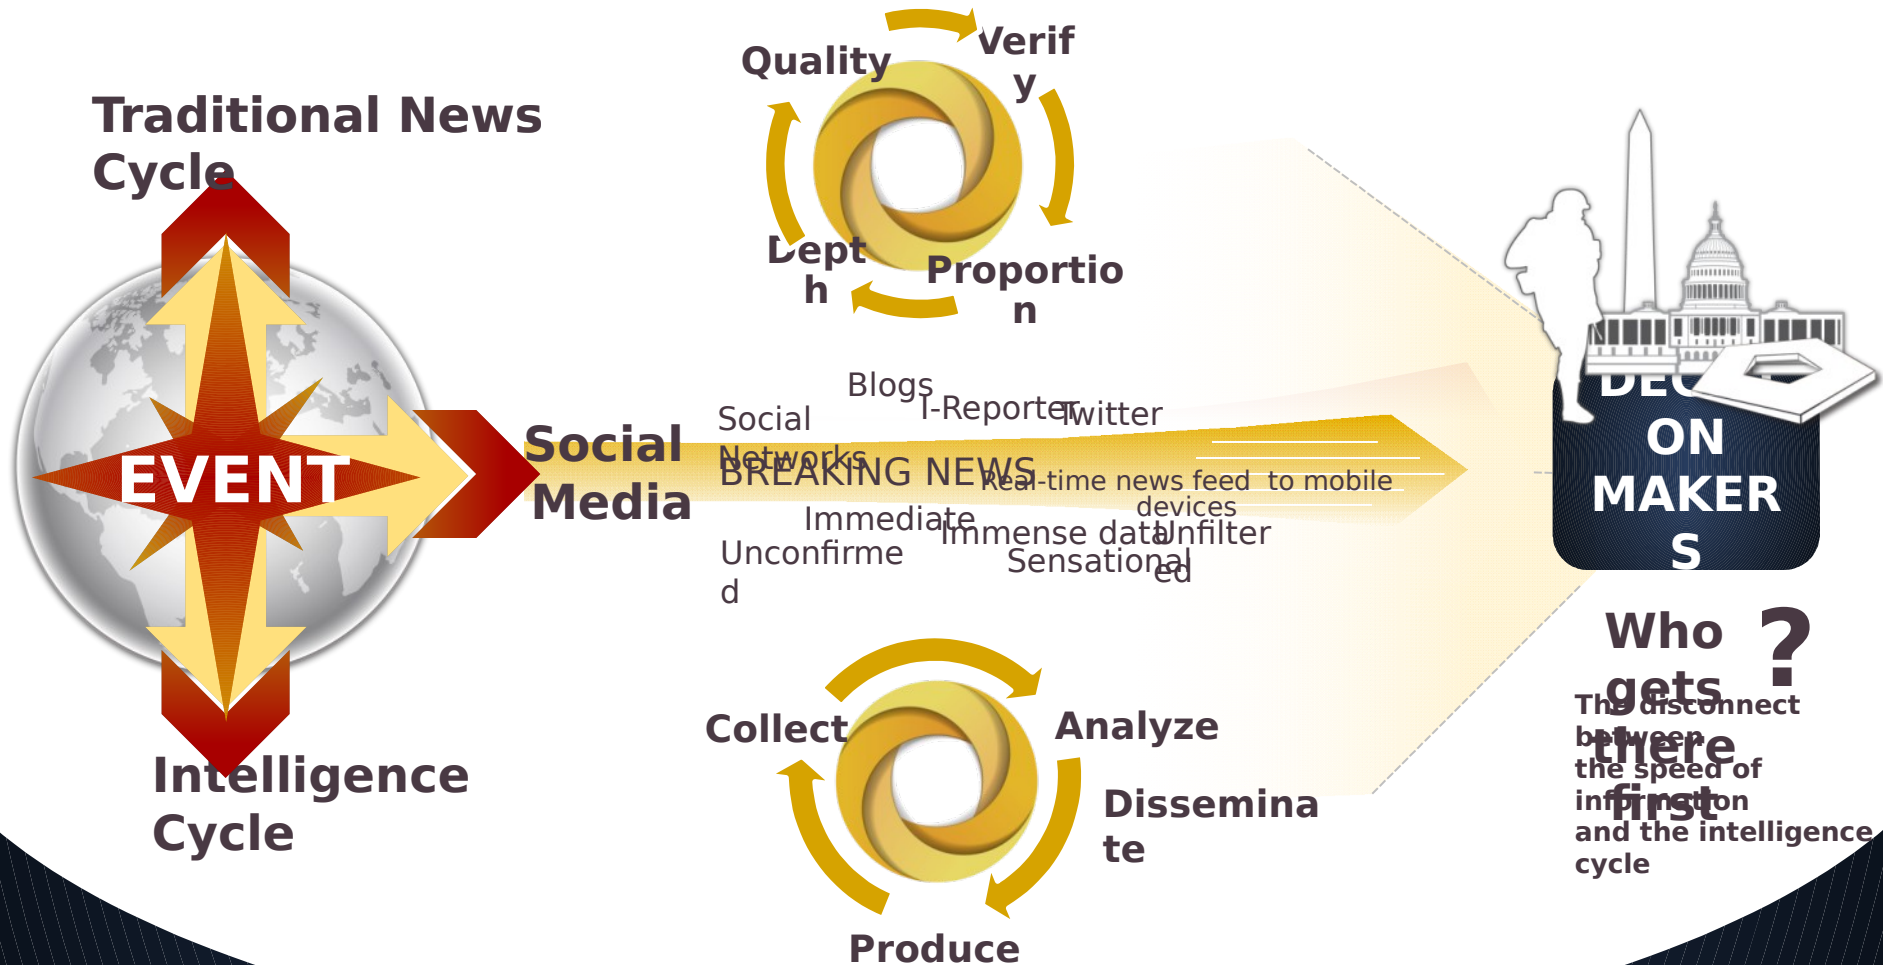 Traditional News
Cycle
Quality
Verif
y
Dept
h
Proportio
n
EVENT
Social
Media
Blogs
I-Reporter
Twitter
Social
Networks
BREAKING NEWS
Real-time news feed  to mobile
devices
Immediate
Immense data
Unfilter
ed
Unconfirme
d
Sensational
ON
MAKER
S
Intelligence
Cycle
Collect
Analyze
Dissemina
te
Produce
Who
gets
there
first
?
The disconnect
between
the speed of
information
and the intelligence
cycle